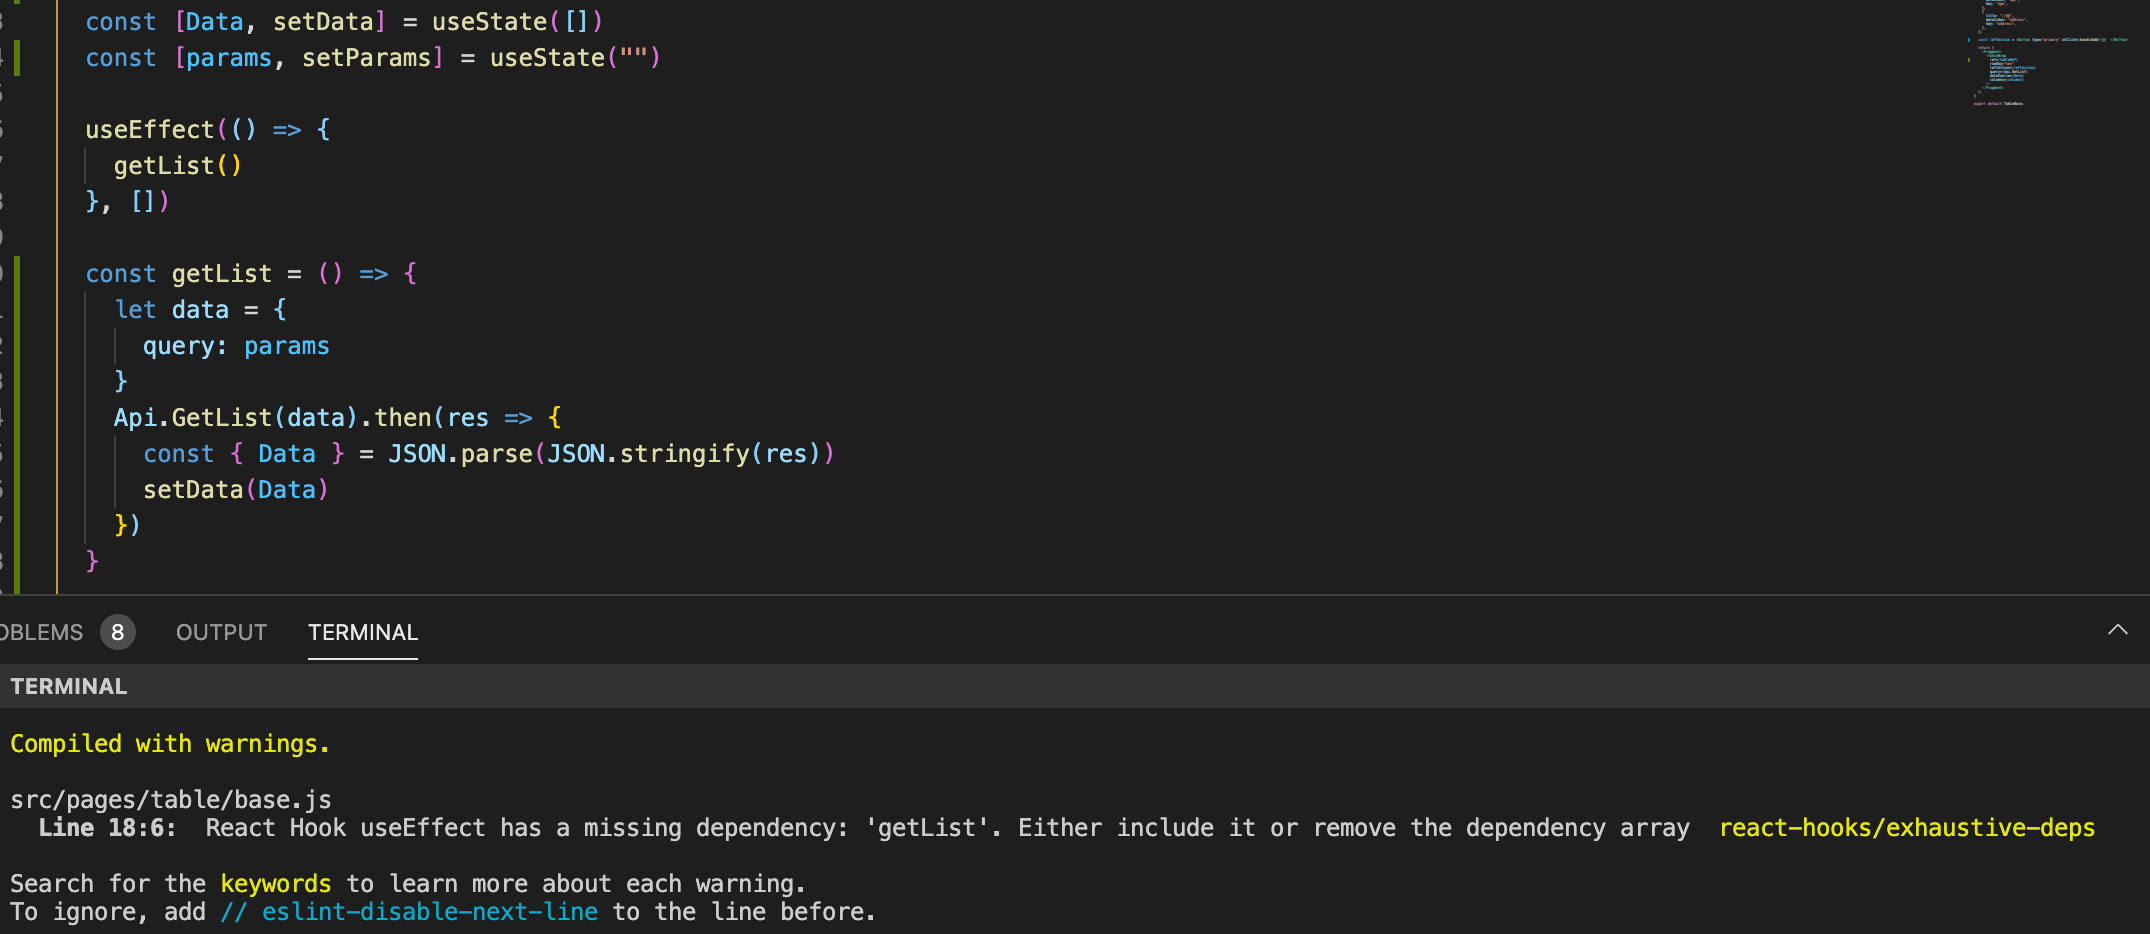 const [Data, setData] = useState([])
const [params, setParams] = useState("")
useEffect(() => {
getList()
}, [])
const getList = () => {
let data = {
query: params
}
Api.GetList(data).then(res => {
const { Data } = JSON.parse(JSON.stringify(res))
setData(Data)
})
}
OBLEMS 8 OUTPUT TERMINAL
TERMINAL
Compiled with warnings.
src/pages/table/base.js
Line 18:6: React Hook useEffect has a missing dependency: 'getList'. Either include it or remove the dependency array react-hooks/exhaustive-deps
Search for the keywords to learn more about each warning.
To ignore, add // eslint-disable-next-line to the line before.